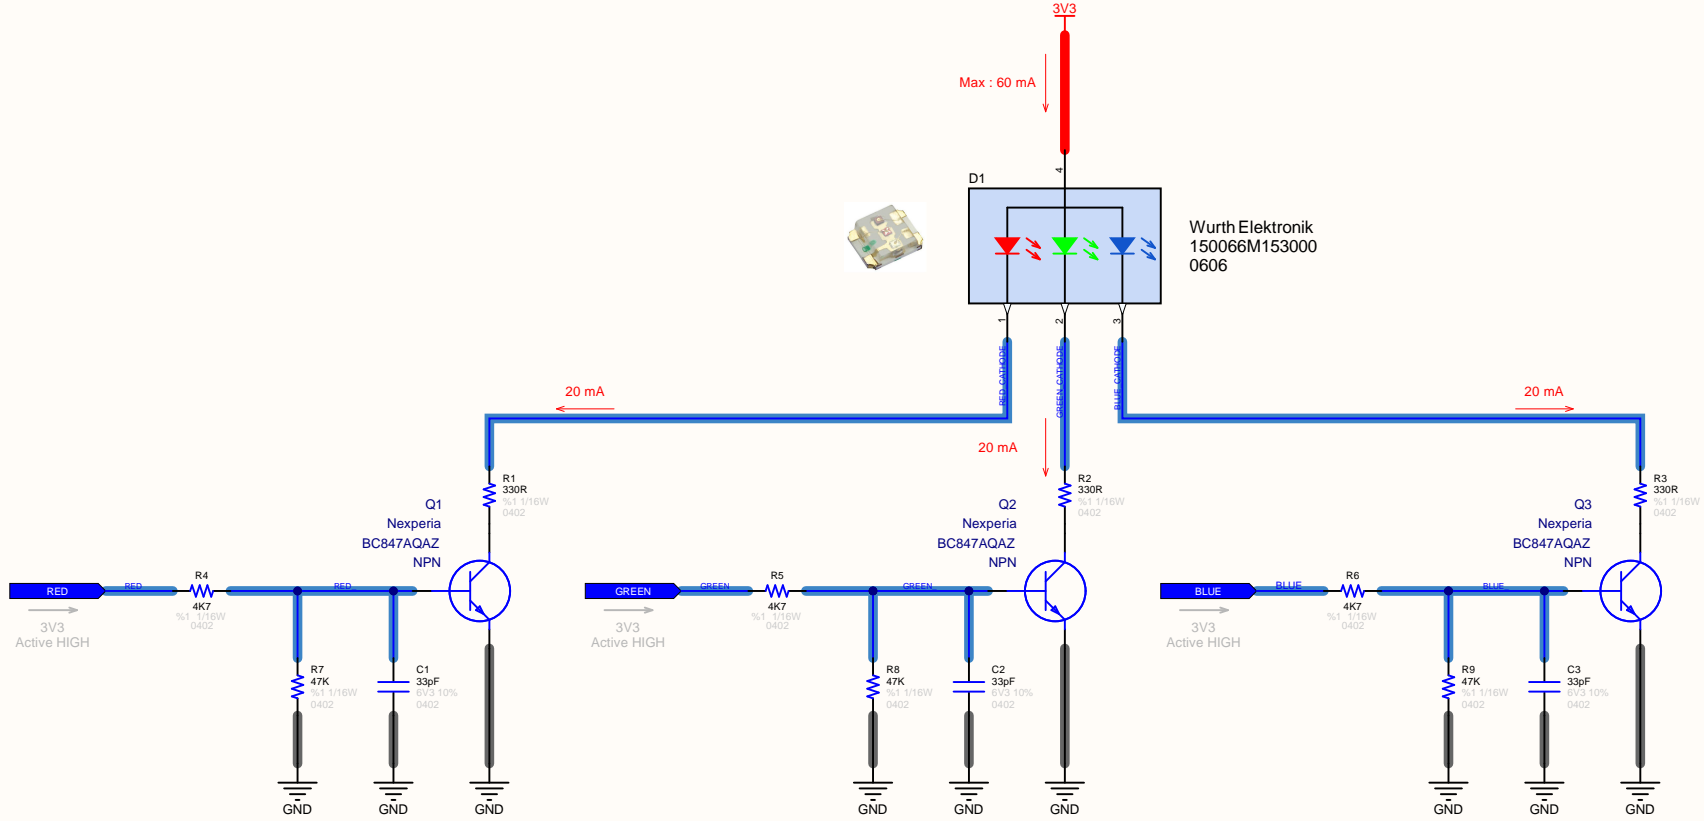 3V3
Max : 60 mA
4
D1
Wurth Elektronik
150066M153000
0606
1
2
3
RED_CATHODE
GREEN_CATHODE
BLUE_CATHODE
20 mA
20 mA
20 mA
R1
330R
%1 1/16W
0402
Q1
Nexperia
BC847AQAZ
NPN
RED
RED
R4
4K7
%1 1/16W
0402
RED_
3V3
Active HIGH
R7
47K
%1 1/16W
0402
C1
33pF
6V3 10%
0402
GND
GND
GND
R2
330R
%1 1/16W
0402
Q2
Nexperia
BC847AQAZ
NPN
GREEN
GREEN
R5
4K7
%1 1/16W
0402
GREEN_
3V3
Active HIGH
R8
47K
%1 1/16W
0402
C2
33pF
6V3 10%
0402
GND
GND
GND
R3
330R
%1 1/16W
0402
Q3
Nexperia
BC847AQAZ
NPN
BLUE
BLUE
R6
4K7
%1 1/16W
0402
BLUE_
3V3
Active HIGH
R9
47K
%1 1/16W
0402
C3
33pF
6V3 10%
0402
GND
GND
GND